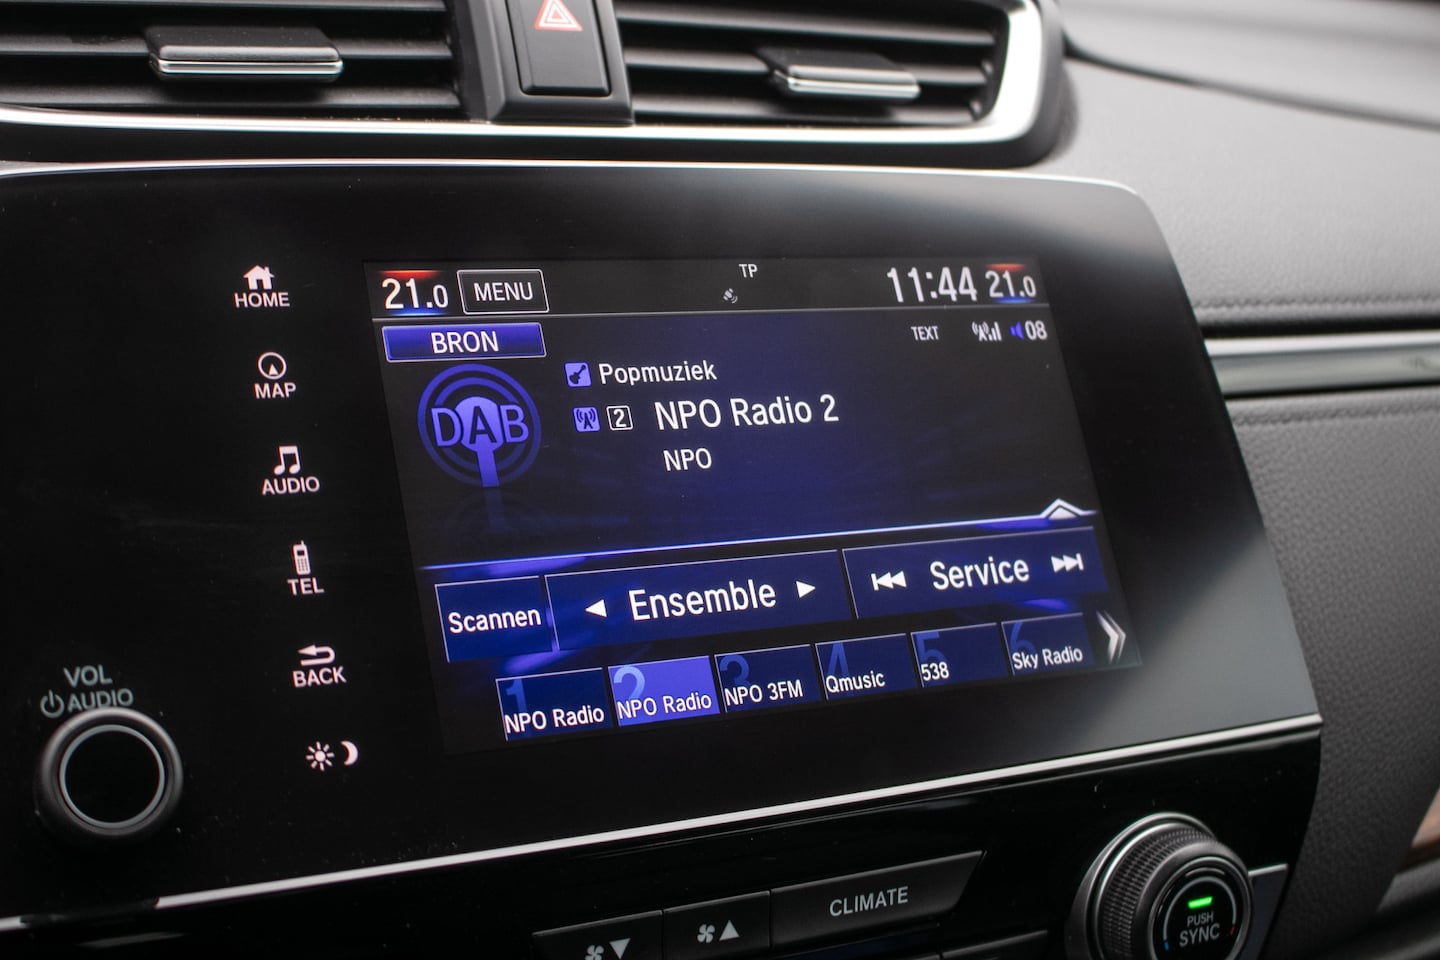 21.0 MENU TP 11:44 21.0
BRON TEXT 08
DAB
Popmuziek
2 NPO Radio 2
NPO
Scannen Ensemble Service
1 NPO Radio
2 NPO Radio
3 NPO 3FM
4 Qmusic
5 538
6 Sky Radio
HOME
MAP
AUDIO
TEL
BACK
VOL
AUDIO
CLIMATE
PUSH
SYNC